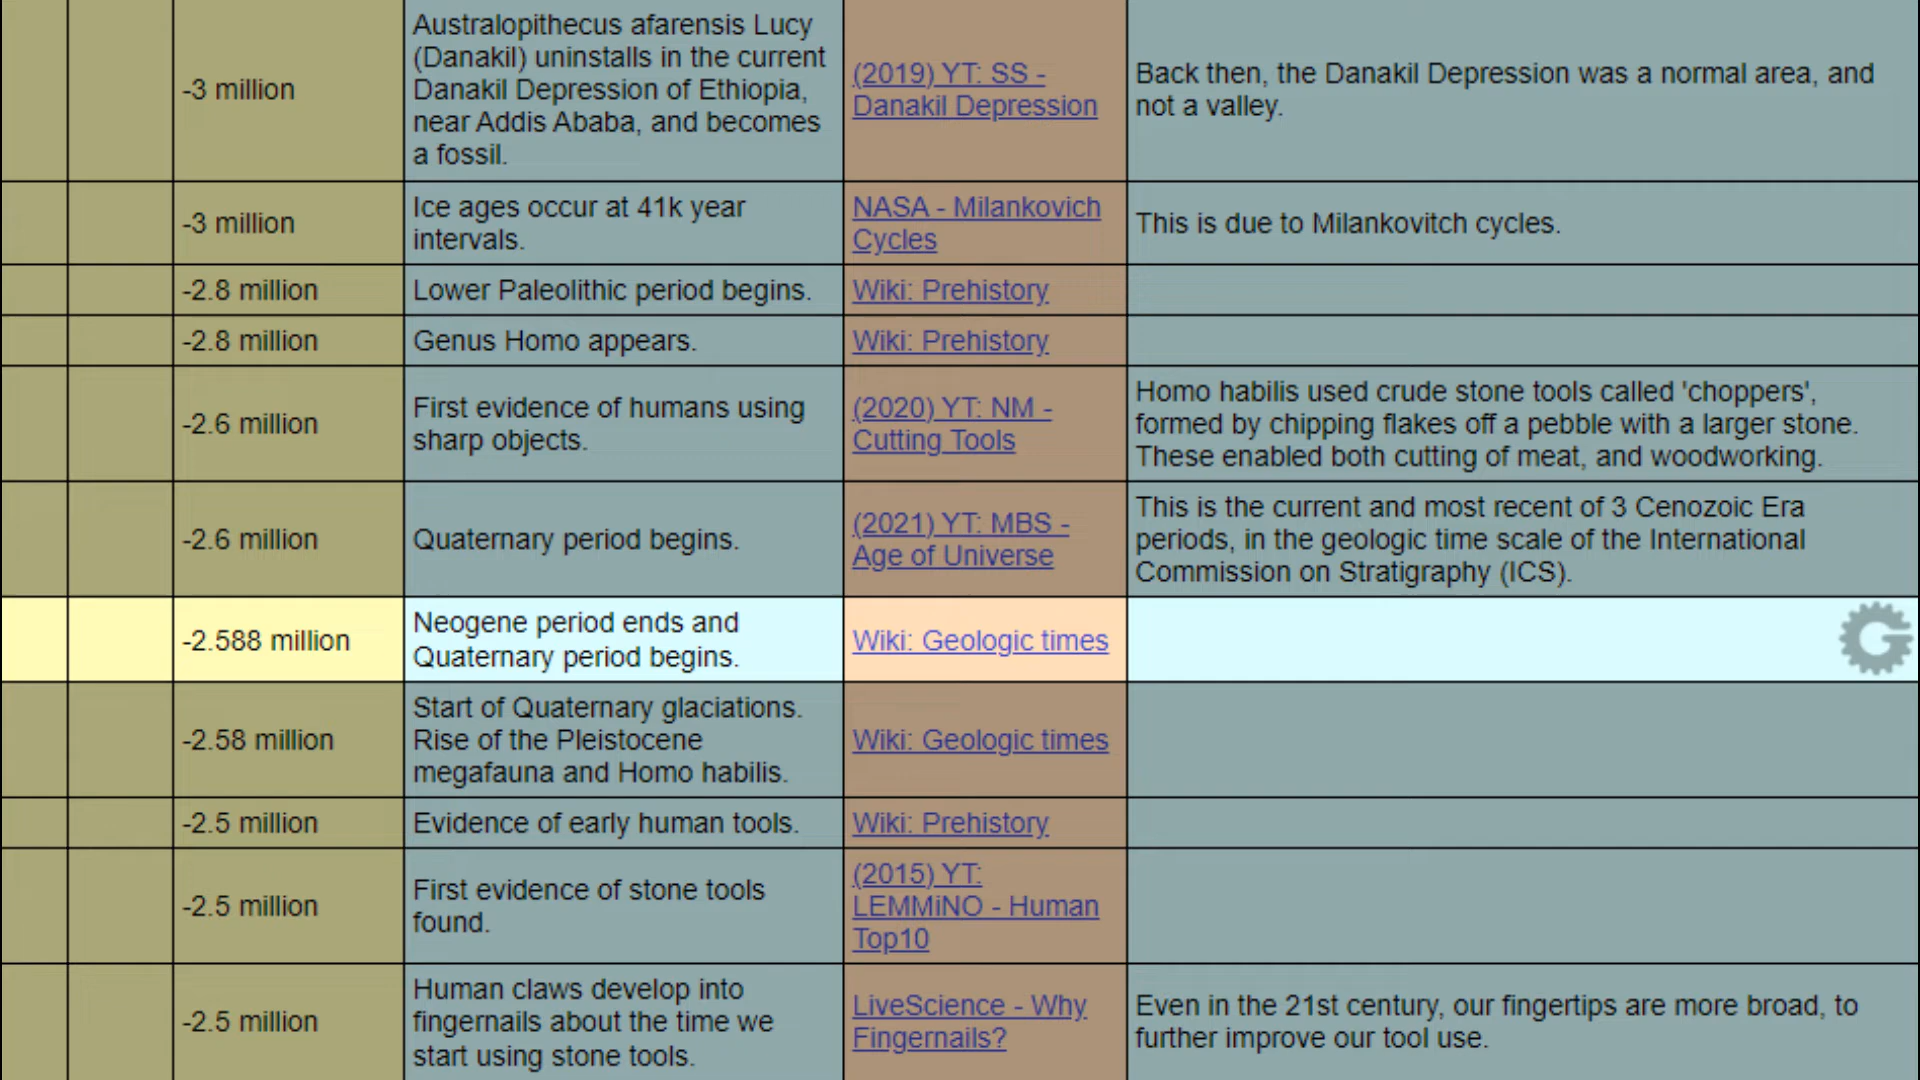 -3 million
Australopithecus afarensis Lucy
(Danakil) uninstalls in the current
Danakil Depression of Ethiopia,
near Addis Ababa, and becomes
a fossil.
(2019) YT: SS -
Danakil Depression
Back then, the Danakil Depression was a normal area, and
not a valley.
-3 million
Ice ages occur at 41k year
intervals.
NASA - Milankovich
Cycles
This is due to Milankovitch cycles.
-2.8 million
Lower Paleolithic period begins.
Wiki: Prehistory
-2.8 million
Genus Homo appears.
Wiki: Prehistory
-2.6 million
First evidence of humans using
sharp objects.
(2020) YT: NM -
Cutting Tools
Homo habilis used crude stone tools called 'choppers',
formed by chipping flakes off a pebble with a larger stone.
These enabled both cutting of meat, and woodworking.
-2.6 million
Quaternary period begins.
(2021) YT: MBS -
Age of Universe
This is the current and most recent of 3 Cenozoic Era
periods, in the geologic time scale of the International
Commission on Stratigraphy (ICS).
-2.588 million
Neogene period ends and
Quaternary period begins.
Wiki: Geologic times
G
-2.58 million
Start of Quaternary glaciations.
Rise of the Pleistocene
megafauna and Homo habilis.
Wiki: Geologic times
-2.5 million
Evidence of early human tools.
Wiki: Prehistory
-2.5 million
First evidence of stone tools
found.
(2015) YT:
LEMMiNO - Human
Top10
-2.5 million
Human claws develop into
fingernails about the time we
start using stone tools.
LiveScience - Why
Fingernails?
Even in the 21st century, our fingertips are more broad, to
further improve our tool use.